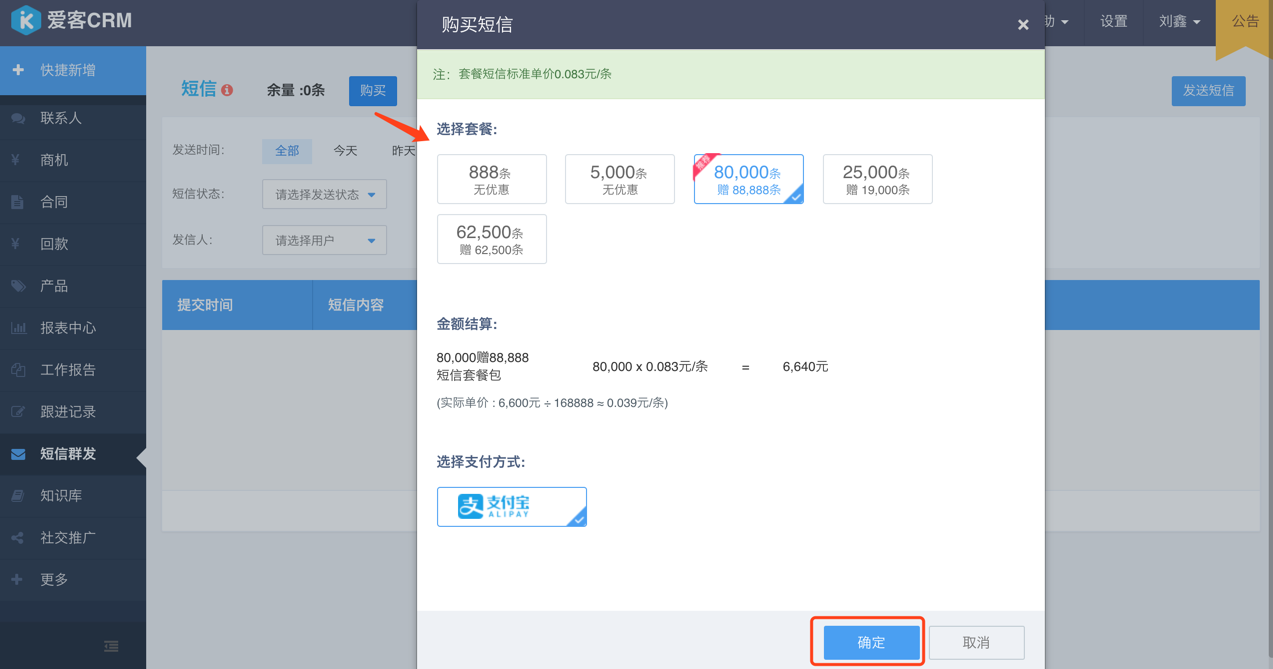 爱客CRM
助
设置
刘鑫
公告
快捷新增
联系人
商机
合同
回款
产品
报表中心
工作报告
跟进记录
短信群发
知识库
社交推广
更多
短信
余量 :0条
购买
发送短信
发送时间:
全部
今天
昨天
短信状态:
请选择发送状态
发信人:
请选择用户
提交时间
短信内容
购买短信
×
注: 套餐短信标准单价0.083元/条
选择套餐:
888条
无优惠
5,000条
无优惠
推荐
80,000条
赠 88,888条
25,000条
赠 19,000条
62,500条
赠 62,500条
金额结算:
80,000赠88,888
短信套餐包
80,000 x 0.083元/条
=
6,640元
(实际单价 : 6,600元 ÷ 168888 ≈ 0.039元/条)
选择支付方式:
支付宝
ALIPAY
确定
取消